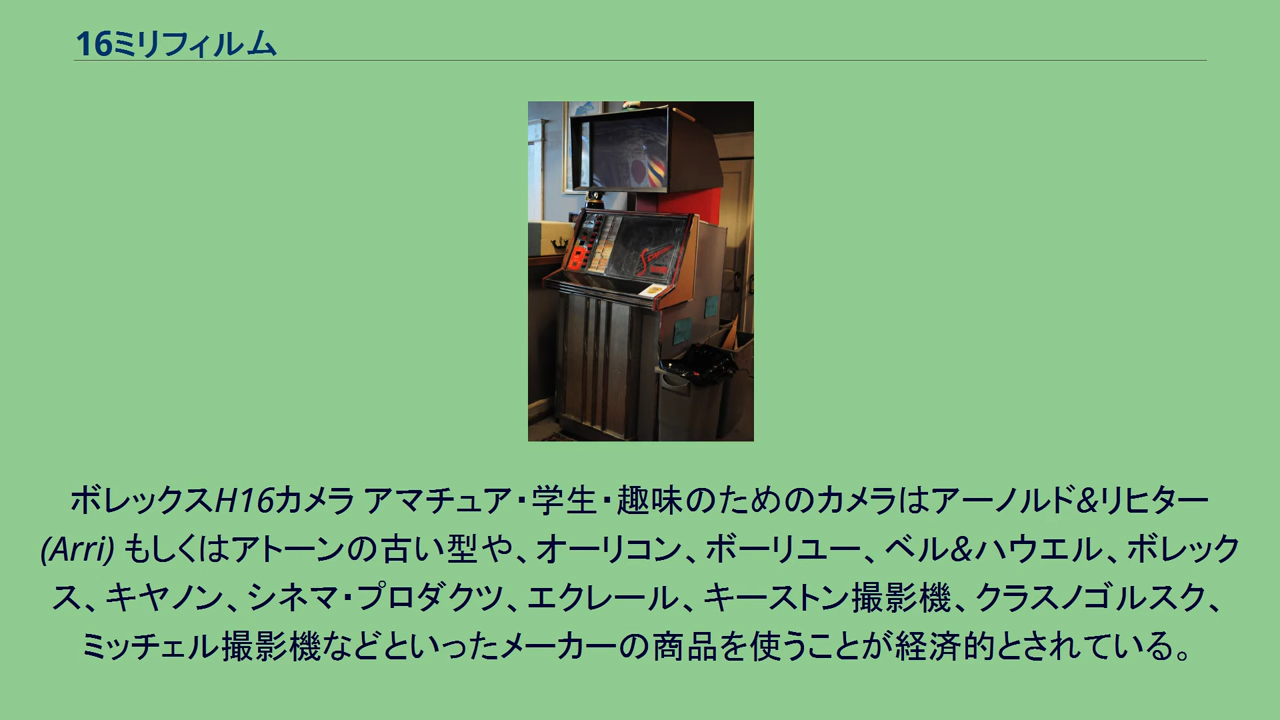 16ミリフィルム
ボレックスH16カメラ アマチュア・学生・趣味のためのカメラはアーノルド&リヒター
(Arri) もしくはアトーンの古い型や、オーリコン、ボーリユー、ベル&ハウエル、ボレック
ス、キヤノン、シネマ・プロダクツ、エクレール、キーストン撮影機、クラスノゴルスク、
ミッチェル撮影機などといったメーカーの商品を使うことが経済的とされている。